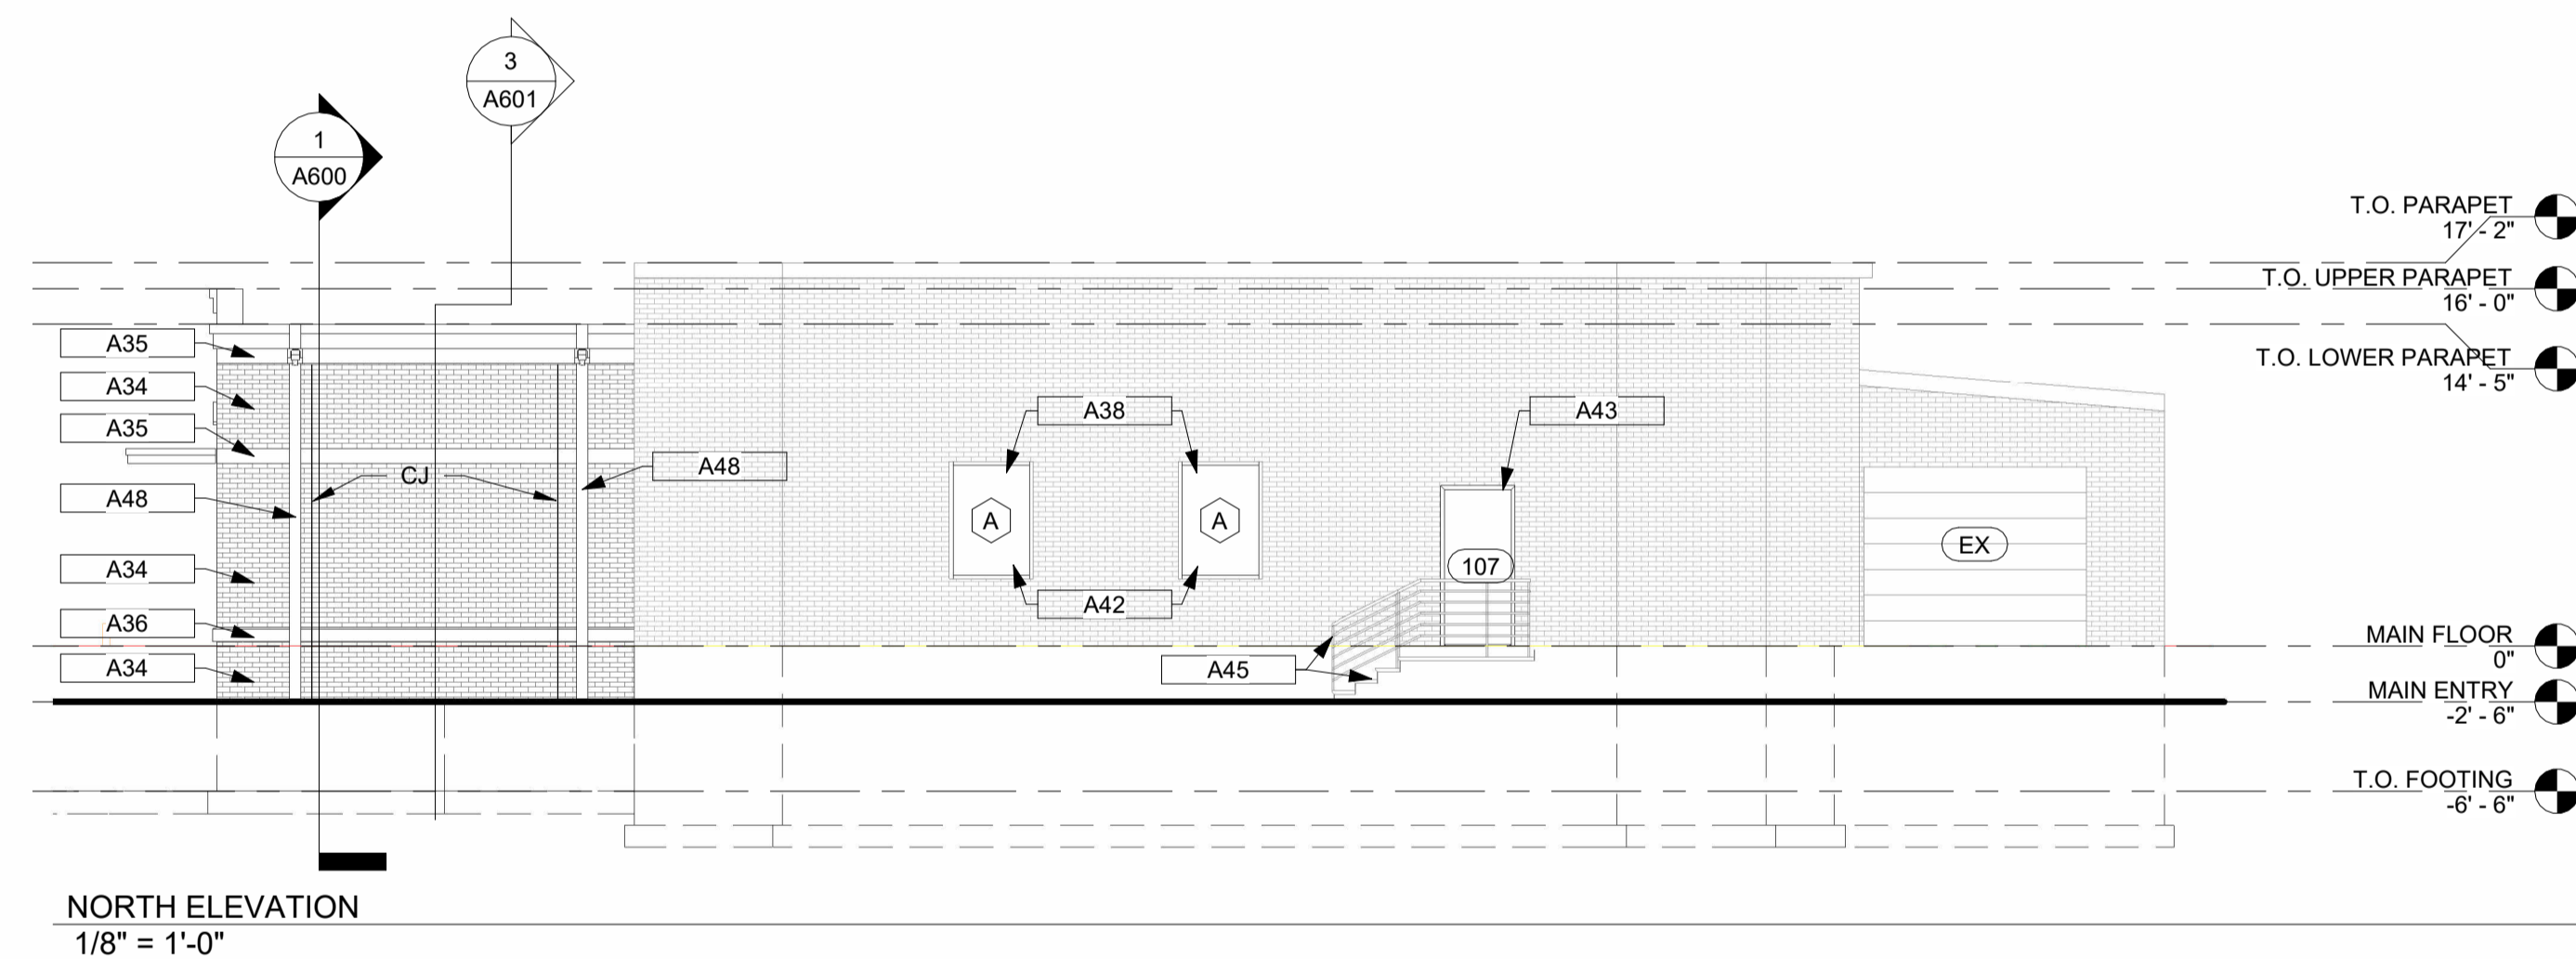 3
A601
1
A600
T.O. PARAPET
17' - 2"
T.O. UPPER PARAPET
16' - 0"
T.O. LOWER PARAPET
14' - 5"
A35
A34
A35
A48
A34
A36
A34
CJ
A48
A38
A43
A
A
A42
107
EX
A45
MAIN FLOOR
0"
MAIN ENTRY
-2' - 6"
T.O. FOOTING
-6' - 6"
NORTH ELEVATION
1/8" = 1'-0"